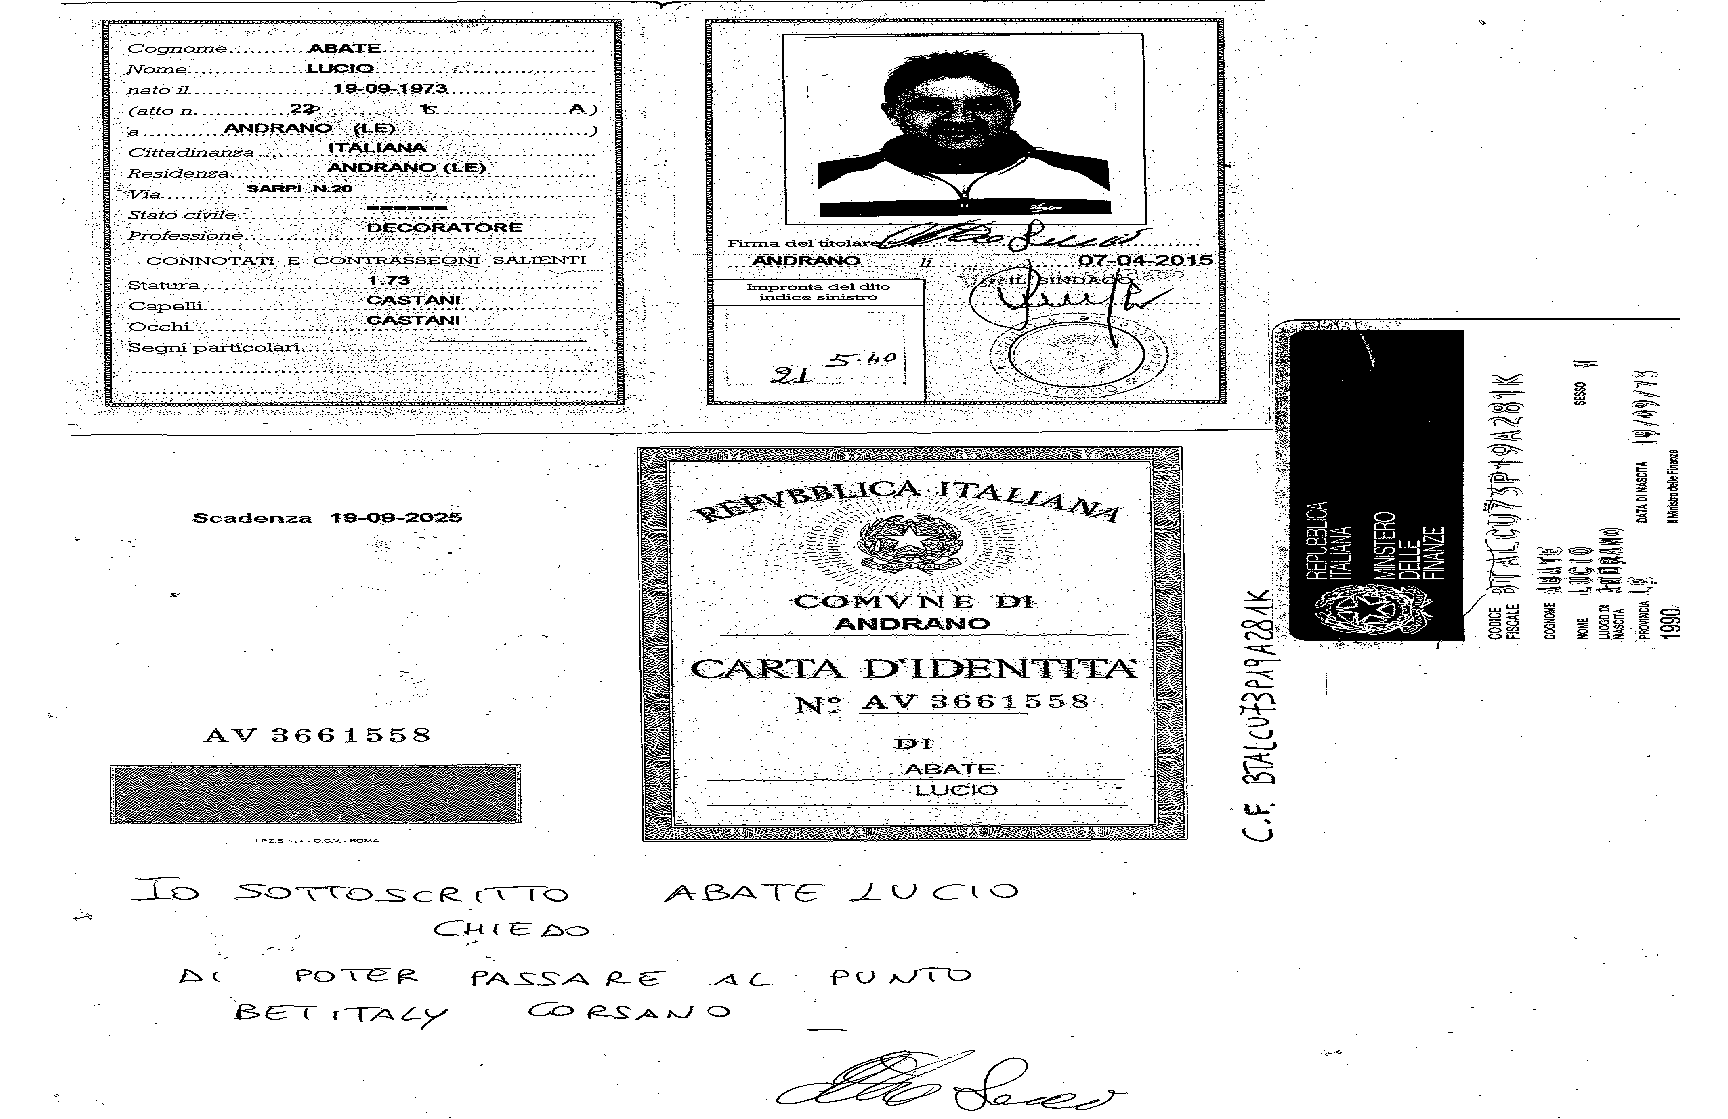 Cognome ABATE
Nome LUCIO
nato il 19-09-1973
(atto n. A)
a ANDRANO (LE) )
Cittadinanza ITALIANA
Residenza ANDRANO (LE)
Via SARPI N.20
Stato civile
Professione DECORATORE
CONNOTATI E CONTRASSEGNI SALIENTI
Statura 1-73
Capelli CASTANI
Occhi CASTANI
Segni particolari
Firma del titolare
ANDRANO li 07-04-2015
IL SINDACO
Impronta del dito
indice sinistro
5.40
21
Scadenza 19-09-2025
AV 3661558
REPVBBLICA ITALIANA
COMVNE DI
ANDRANO
CARTA D'IDENTITA'
N° AV 3661558
DI
ABATE
LUCIO
REPUBBLICA
ITALIANA
MINISTERO
DELLE
FINANZE
CODICE
FISCALE BTALCU73P19A281K
COGNOME ABATE
NOME LUCIO SESSO M
LUOGO DI
NASCITA ANDRANO
PROVINCIA LE DATA DI NASCITA 19/09/73
1990 Il Ministro delle Finanze
C.F. BTALCU73P19A281K
IO SOTTOSCRITTO ABATE LUCIO
CHIEDO
DI POTER PASSARE AL PUNTO
BETITALY CORSANO